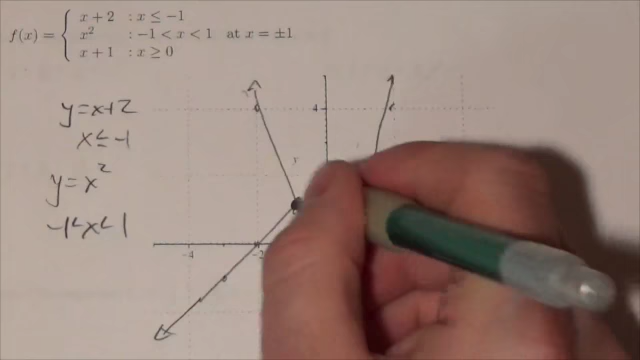 x + 2 : x ≤ −1
f(x) = { x² : −1 < x < 1 at x = ±1
x + 1 : x ≥ 0
4
y=x+2
x≤-1
y
y=x²
-1<x<1
-4
-2